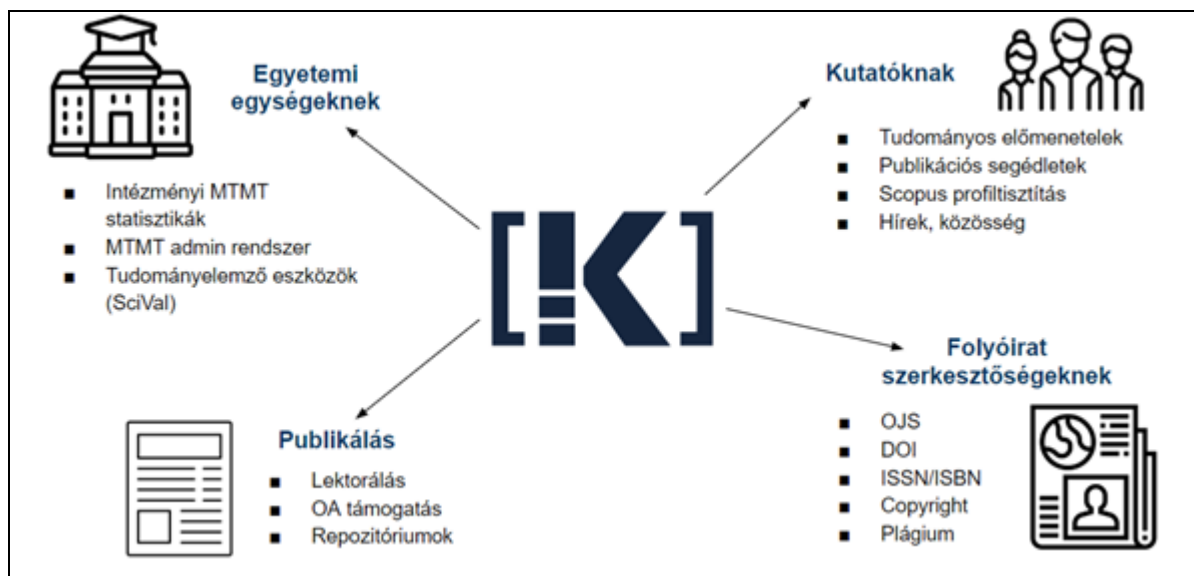 Egyetemi
egységeknek
Intézményi MTMT
statisztikák
MTMT admin rendszer
Tudományelemző eszközök
(SciVal)
Kutatóknak
Tudományos előmenetelek
Publikációs segédletek
Scopus profiltisztítás
Hírek, közösség
[K]
Publikálás
Lektorálás
OA támogatás
Repozitóriumok
Folyóirat
szerkesztőségeknek
OJS
DOI
ISSN/ISBN
Copyright
Plágium